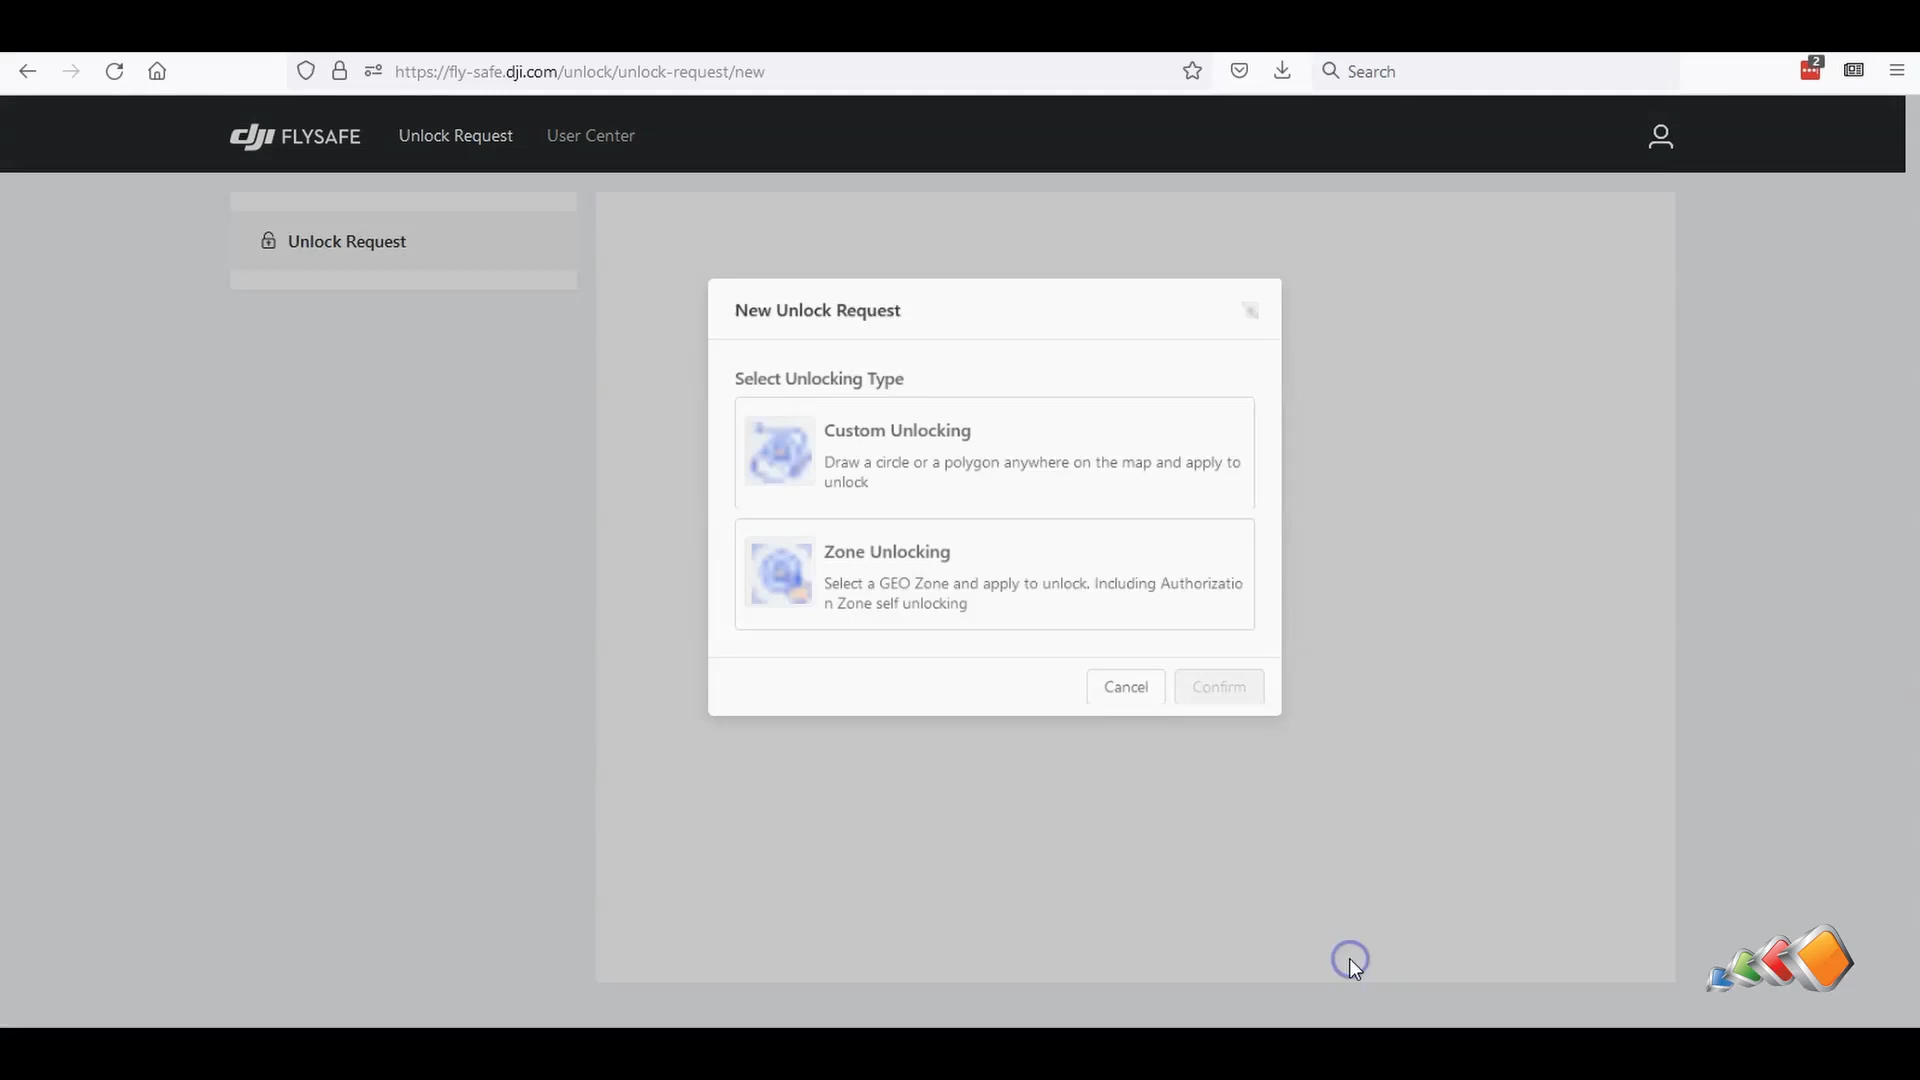 https://fly-safe.dji.com/unlock/unlock-request/new
Search
2
dji FLYSAFE
Unlock Request
User Center
Unlock Request
New Unlock Request
Select Unlocking Type
Custom Unlocking
Draw a circle or a polygon anywhere on the map and apply to
unlock
Zone Unlocking
Select a GEO Zone and apply to unlock. Including Authorizatio
n Zone self unlocking
Cancel
Confirm